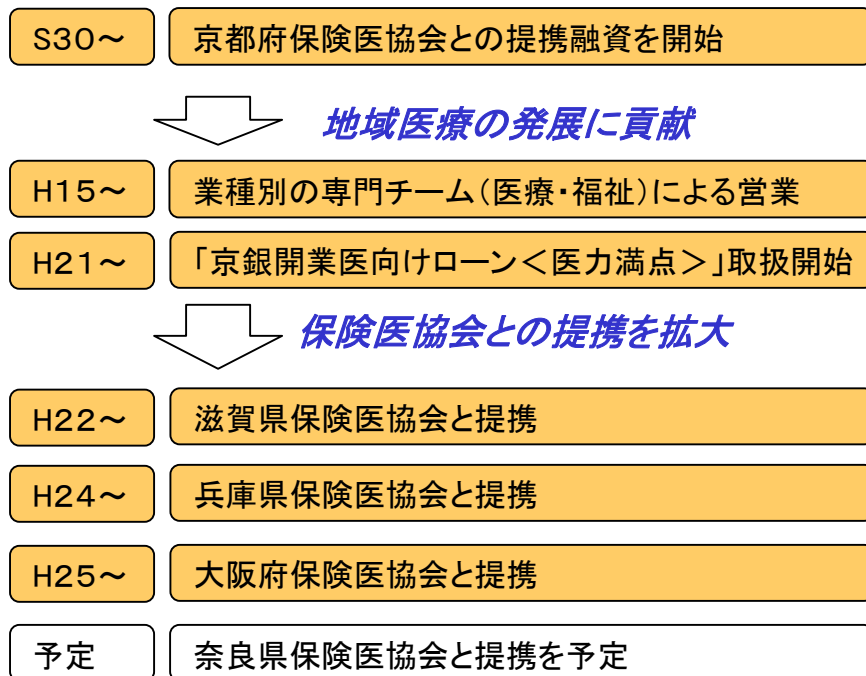 S30～ 京都府保険医協会との提携融資を開始
地域医療の発展に貢献
H15～ 業種別の専門チーム（医療・福祉）による営業
H21～ 「京銀開業医向けローン＜医力満点＞」取扱開始
保険医協会との提携を拡大
H22～ 滋賀県保険医協会と提携
H24～ 兵庫県保険医協会と提携
H25～ 大阪府保険医協会と提携
予定 奈良県保険医協会と提携を予定